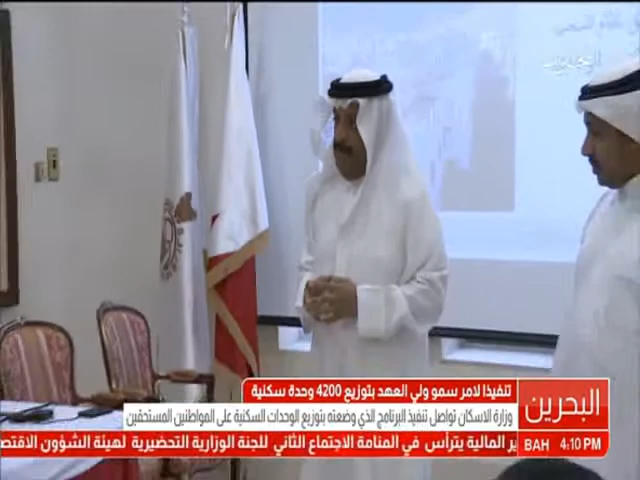 تنفيذا لامر سمو ولي العهد بتوزيع 4200 وحدة سكنية
وزارة الاسكان تواصل تنفيذ البرنامج الذي وضعته بتوزيع الوحدات السكنية على المواطنين المستحقين
البحرين
BAH 4:10 PM
ير المالية يترأس في المنامة الاجتماع الثاني للجنة الوزارية التحضيرية لهيئة الشؤون الاقتص